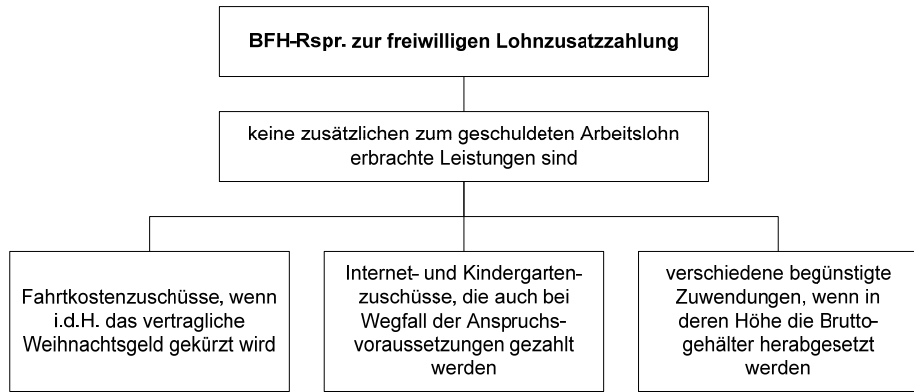 BFH-Rspr. zur freiwilligen Lohnzusatzzahlung
keine zusätzlichen zum geschuldeten Arbeitslohn
erbrachte Leistungen sind
Fahrtkostenzuschüsse, wenn
i.d.H. das vertragliche
Weihnachtsgeld gekürzt wird
Internet- und Kindergarten-
zuschüsse, die auch bei
Wegfall der Anspruchs-
voraussetzungen gezahlt
werden
verschiedene begünstigte
Zuwendungen, wenn in
deren Höhe die Brutto-
gehälter herabgesetzt
werden